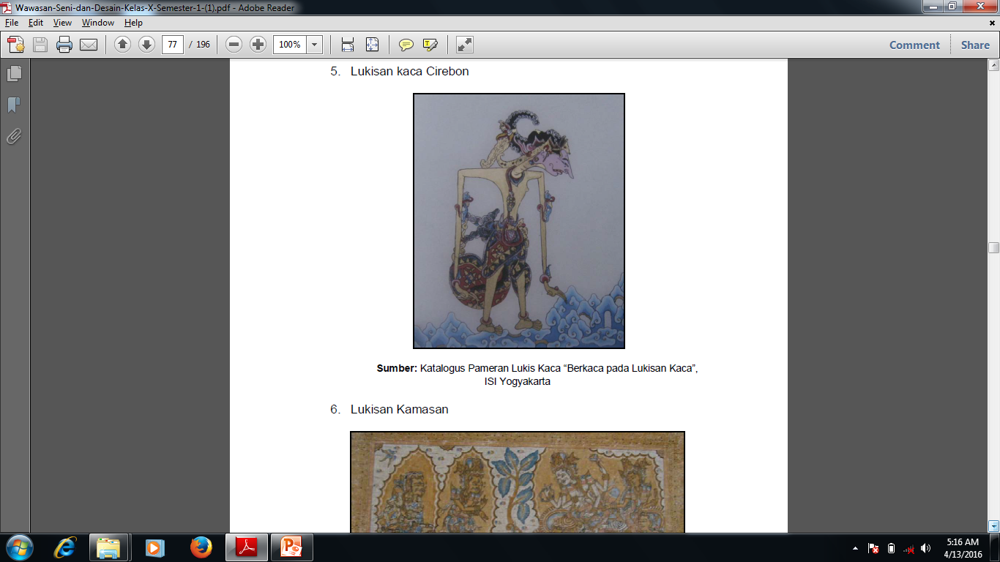 Wawasan-Seni-dan-Desain-Kelas-X-Semester-1-(1).pdf - Adobe Reader
File Edit View Window Help
77 / 196 100% Comment Share
5. Lukisan kaca Cirebon
Sumber: Katalogus Pameran Lukis Kaca “Berkaca pada Lukisan Kaca”,
ISI Yogyakarta
6. Lukisan Kamasan
5:16 AM
4/13/2016